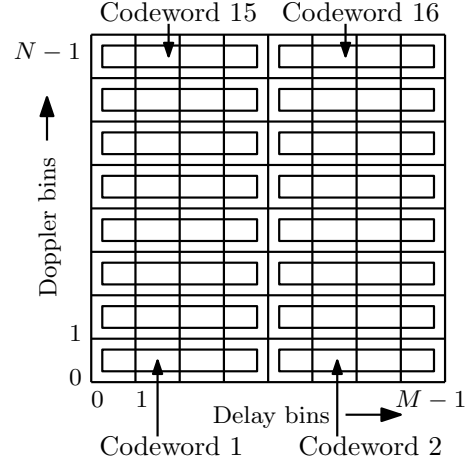 Codeword 15 Codeword 16
N − 1
Doppler bins
1
0
0 1 M − 1
Delay bins
Codeword 1 Codeword 2